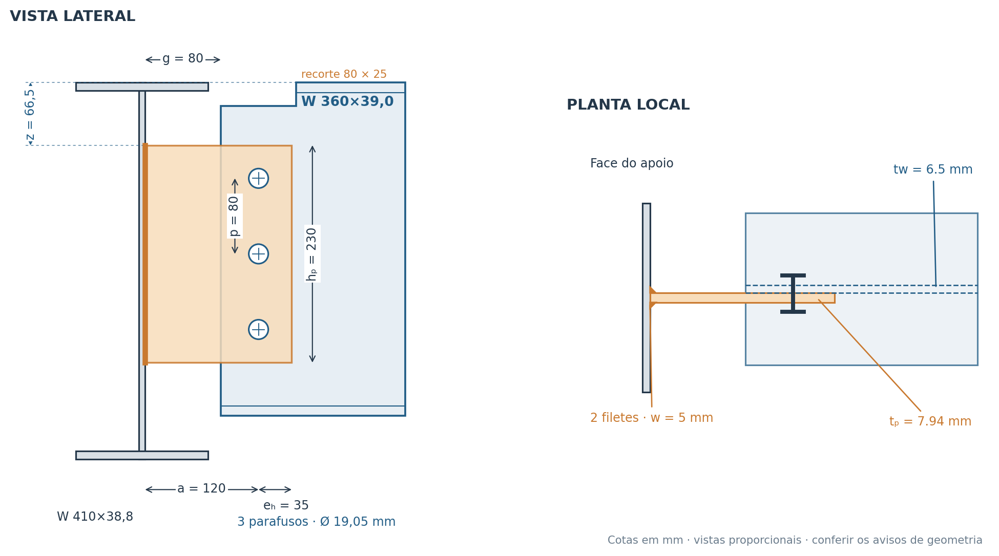 VISTA LATERAL
g = 80
recorte 80 × 25
W 360×39,0
z = 66,5
p = 80
hₚ = 230
a = 120
eₕ = 35
W 410×38,8
3 parafusos · Ø 19,05 mm
PLANTA LOCAL
Face do apoio
tw = 6.5 mm
2 filetes · w = 5 mm
tₚ = 7.94 mm
Cotas em mm · vistas proporcionais · conferir os avisos de geometria